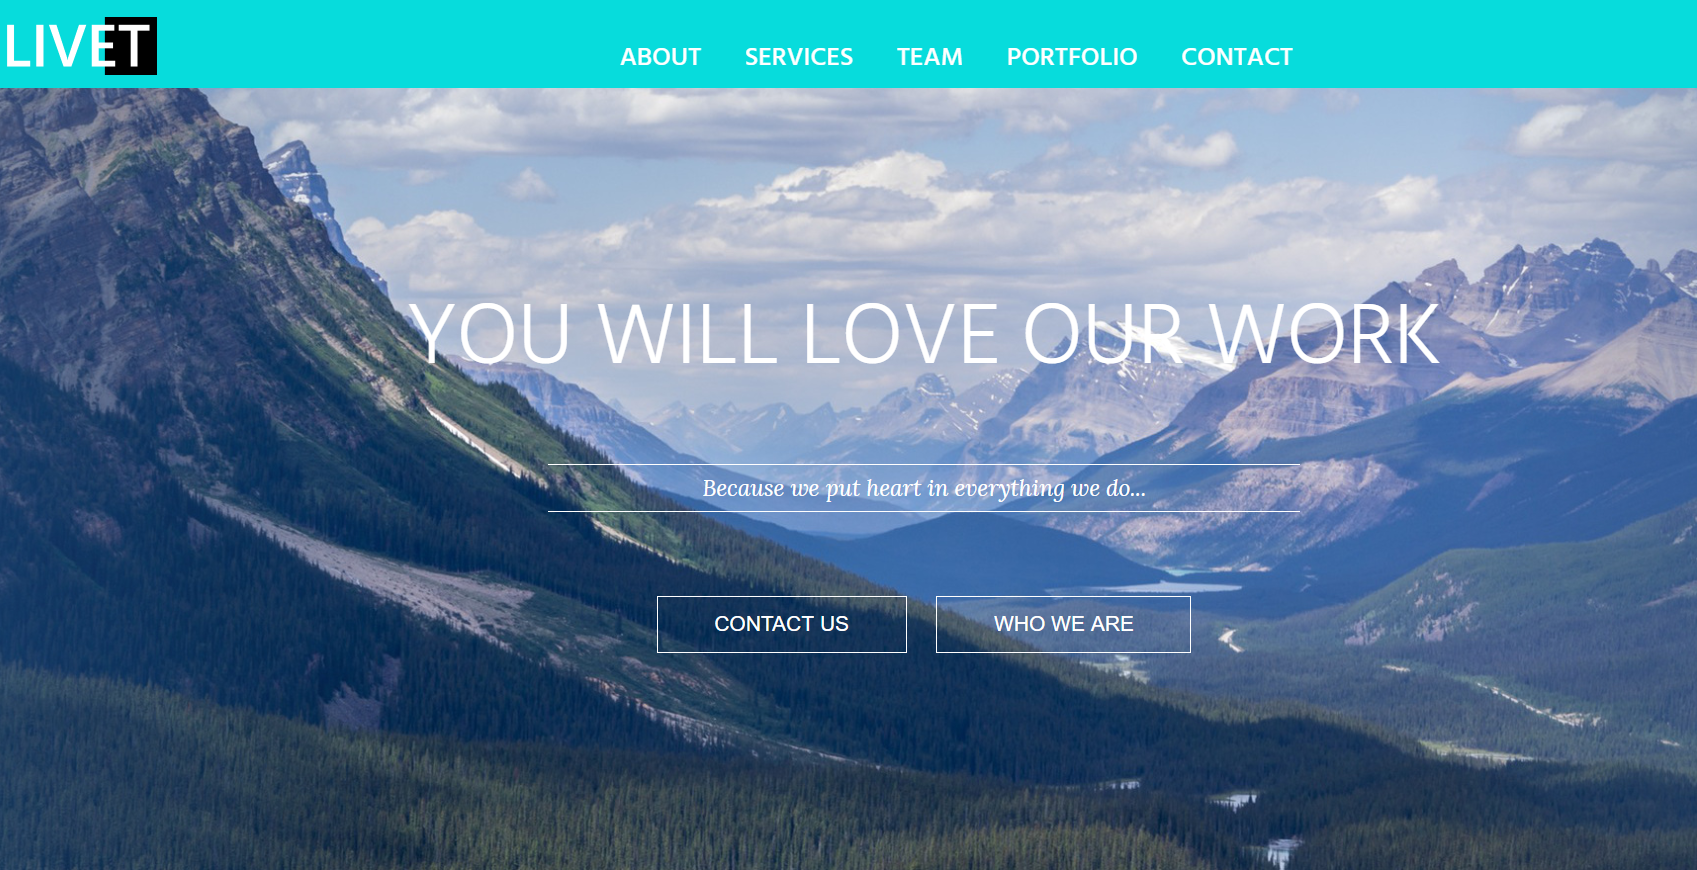 LIVET
ABOUT SERVICES TEAM PORTFOLIO CONTACT
YOU WILL LOVE OUR WORK
Because we put heart in everything we do...
CONTACT US WHO WE ARE